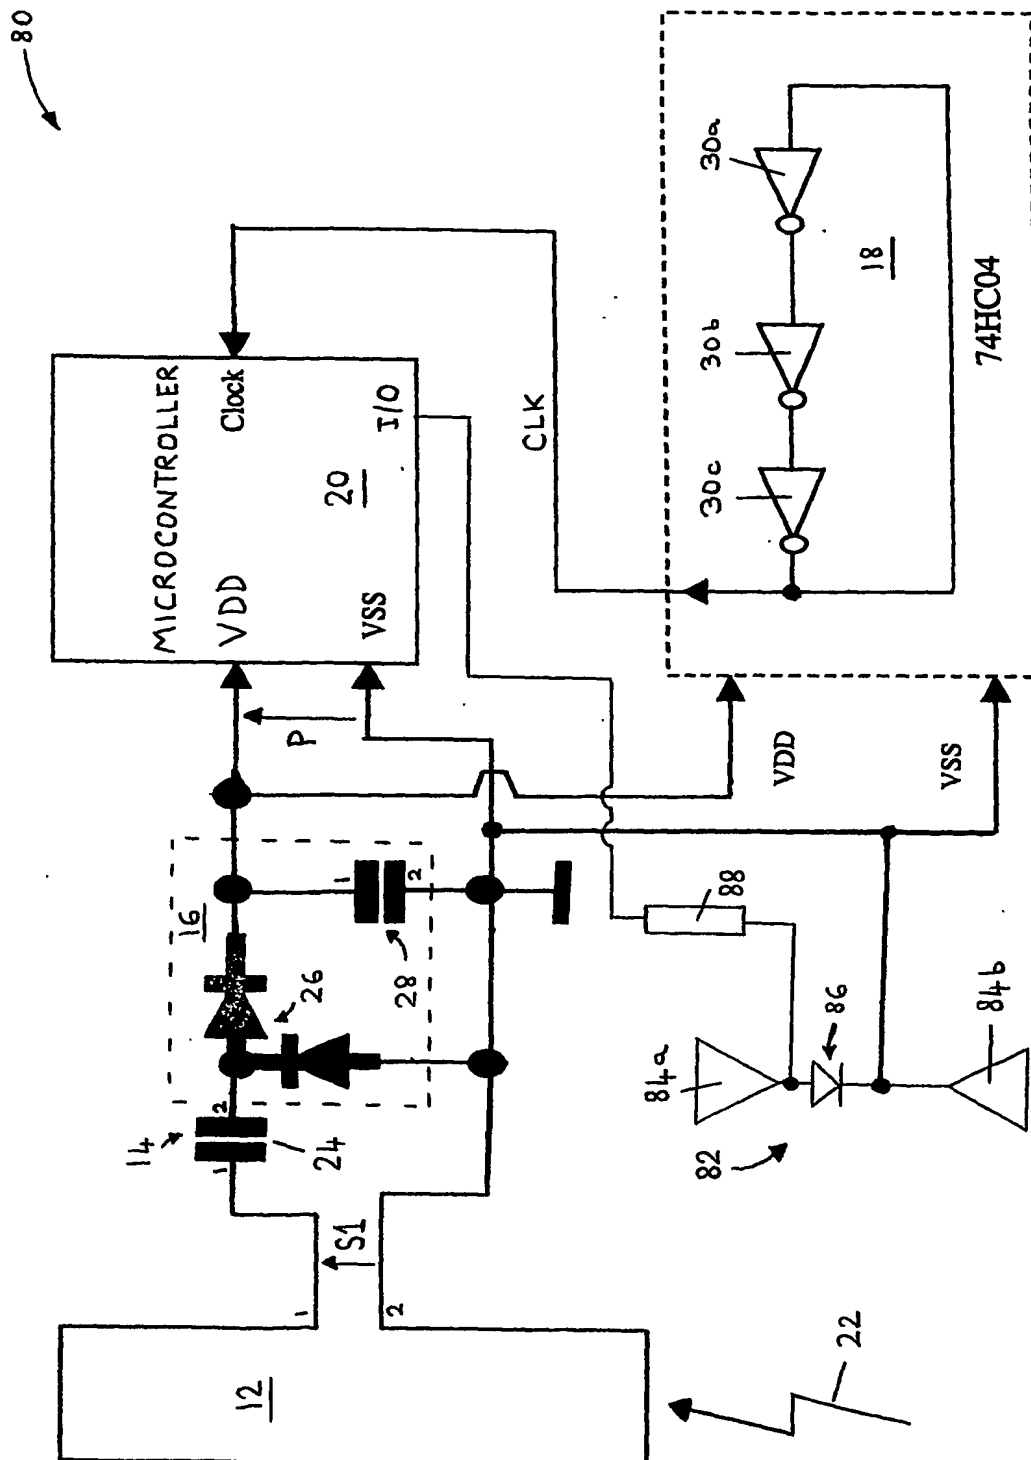 80
MICROCONTROLLER
VDD
Clock
VSS
20
I/O
P
CLK
16
26
28
1
2
14
24
1
2
S1
1
2
12
22
88
86
84a
84b
82
VDD
VSS
30a
30b
30c
18
74HC04